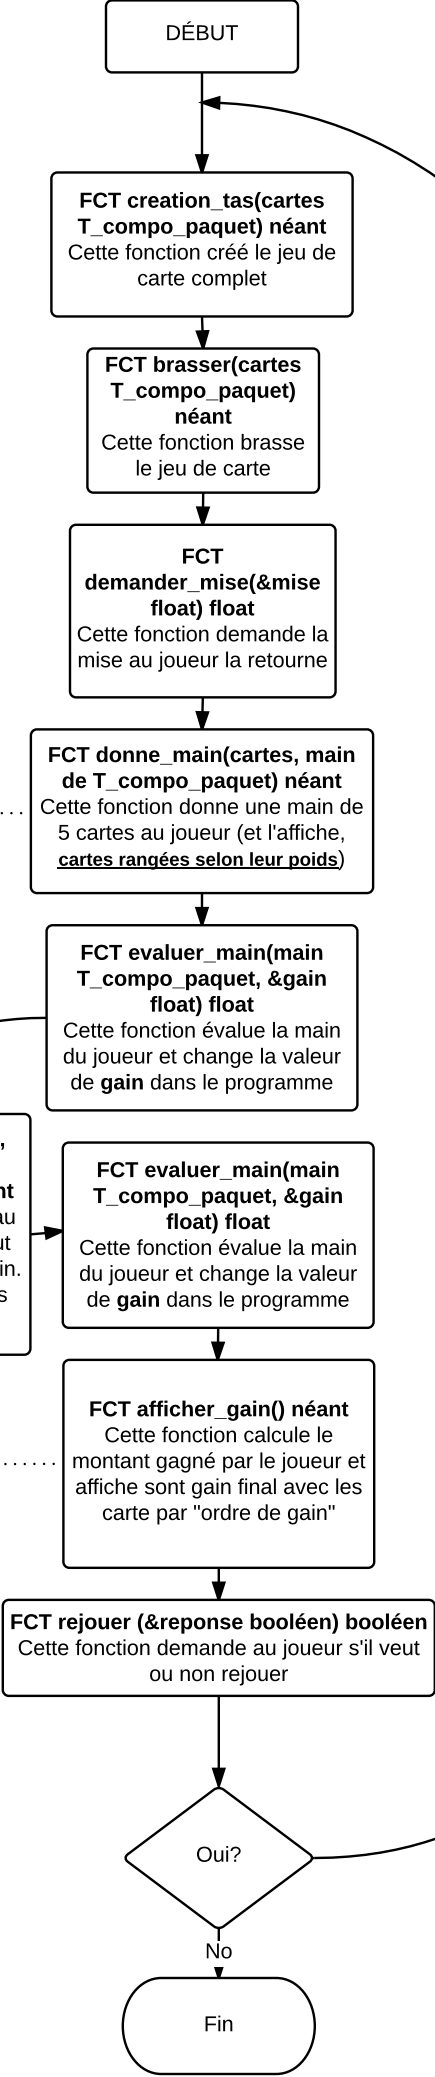 DÉBUT
FCT creation_tas(cartes
T_compo_paquet) néant
Cette fonction créé le jeu de
carte complet
FCT brasser(cartes
T_compo_paquet)
néant
Cette fonction brasse
le jeu de carte
FCT
demander_mise(&mise
float) float
Cette fonction demande la
mise au joueur la retourne
FCT donne_main(cartes, main
de T_compo_paquet) néant
Cette fonction donne une main de
5 cartes au joueur (et l'affiche,
cartes rangées selon leur poids)
FCT evaluer_main(main
T_compo_paquet, &gain
float) float
Cette fonction évalue la main
du joueur et change la valeur
de gain dans le programme
FCT evaluer_main(main
T_compo_paquet, &gain
float) float
Cette fonction évalue la main
du joueur et change la valeur
de gain dans le programme
FCT afficher_gain() néant
Cette fonction calcule le
montant gagné par le joueur et
affiche sont gain final avec les
carte par "ordre de gain"
FCT rejouer (&reponse booléen) booléen
Cette fonction demande au joueur s'il veut
ou non rejouer
Oui?
No
Fin